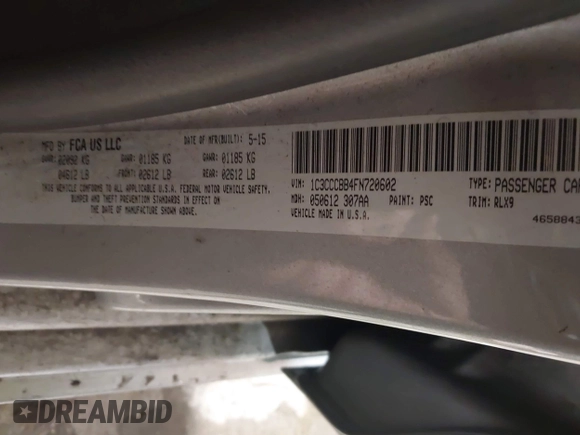 MFD BY FCA US LLC DATE OF MFR(BUILT): 5-15
GVWR: 02092 KG GAWR: 01185 KG GAWR: 01185 KG
04612 LB FRONT: 02612 LB REAR: 02612 LB
THIS VEHICLE CONFORMS TO ALL APPLICABLE U.S.A. FEDERAL MOTOR VEHICLE SAFETY,
BUMPER AND THEFT PREVENTION STANDARDS IN EFFECT ON
THE DATE OF MANUFACTURE SHOWN ABOVE.
VIN: 1C3CCCBB4FN720602 TYPE: PASSENGER CA
MDH: 050612 307AA PAINT: PSC TRIM: RLX9
VEHICLE MADE IN U.S.A.
4658843
DREAMBID